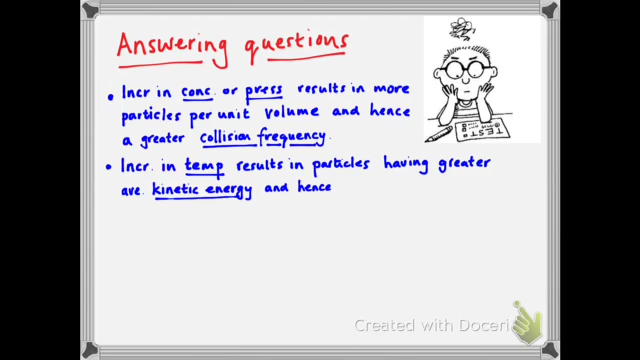 Answering questions
• Incr in conc. or press results in more
particles per unit volume and hence
a greater collision frequency.
• Incr. in temp results in particles having greater
ave. kinetic energy and hence
TEST
Created with Doceri